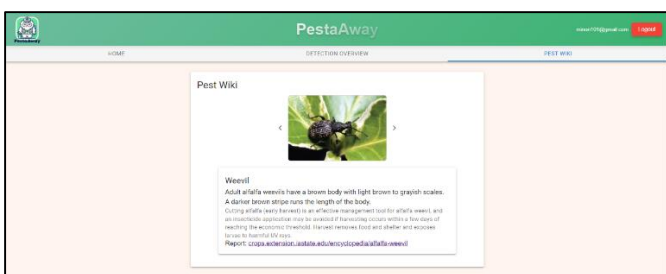 PestaAway
PestaAway
Logout
HOME
DETECTION OVERVIEW
PEST WIKI
Pest Wiki
Weevil
Adult alfalfa weevils have a brown body with light brown to grayish scales.
A darker brown stripe runs the length of the body.
Cutting alfalfa (early harvest) is an effective management tool for alfalfa weevil, and
an insecticide application may be avoided if harvesting occurs within a few days of
reaching the economic threshold. Harvest removes food and shelter and exposes
larvae to harmful UV rays.
Report: crops.extension.iastate.edu/encyclopedia/alfalfa-weevil